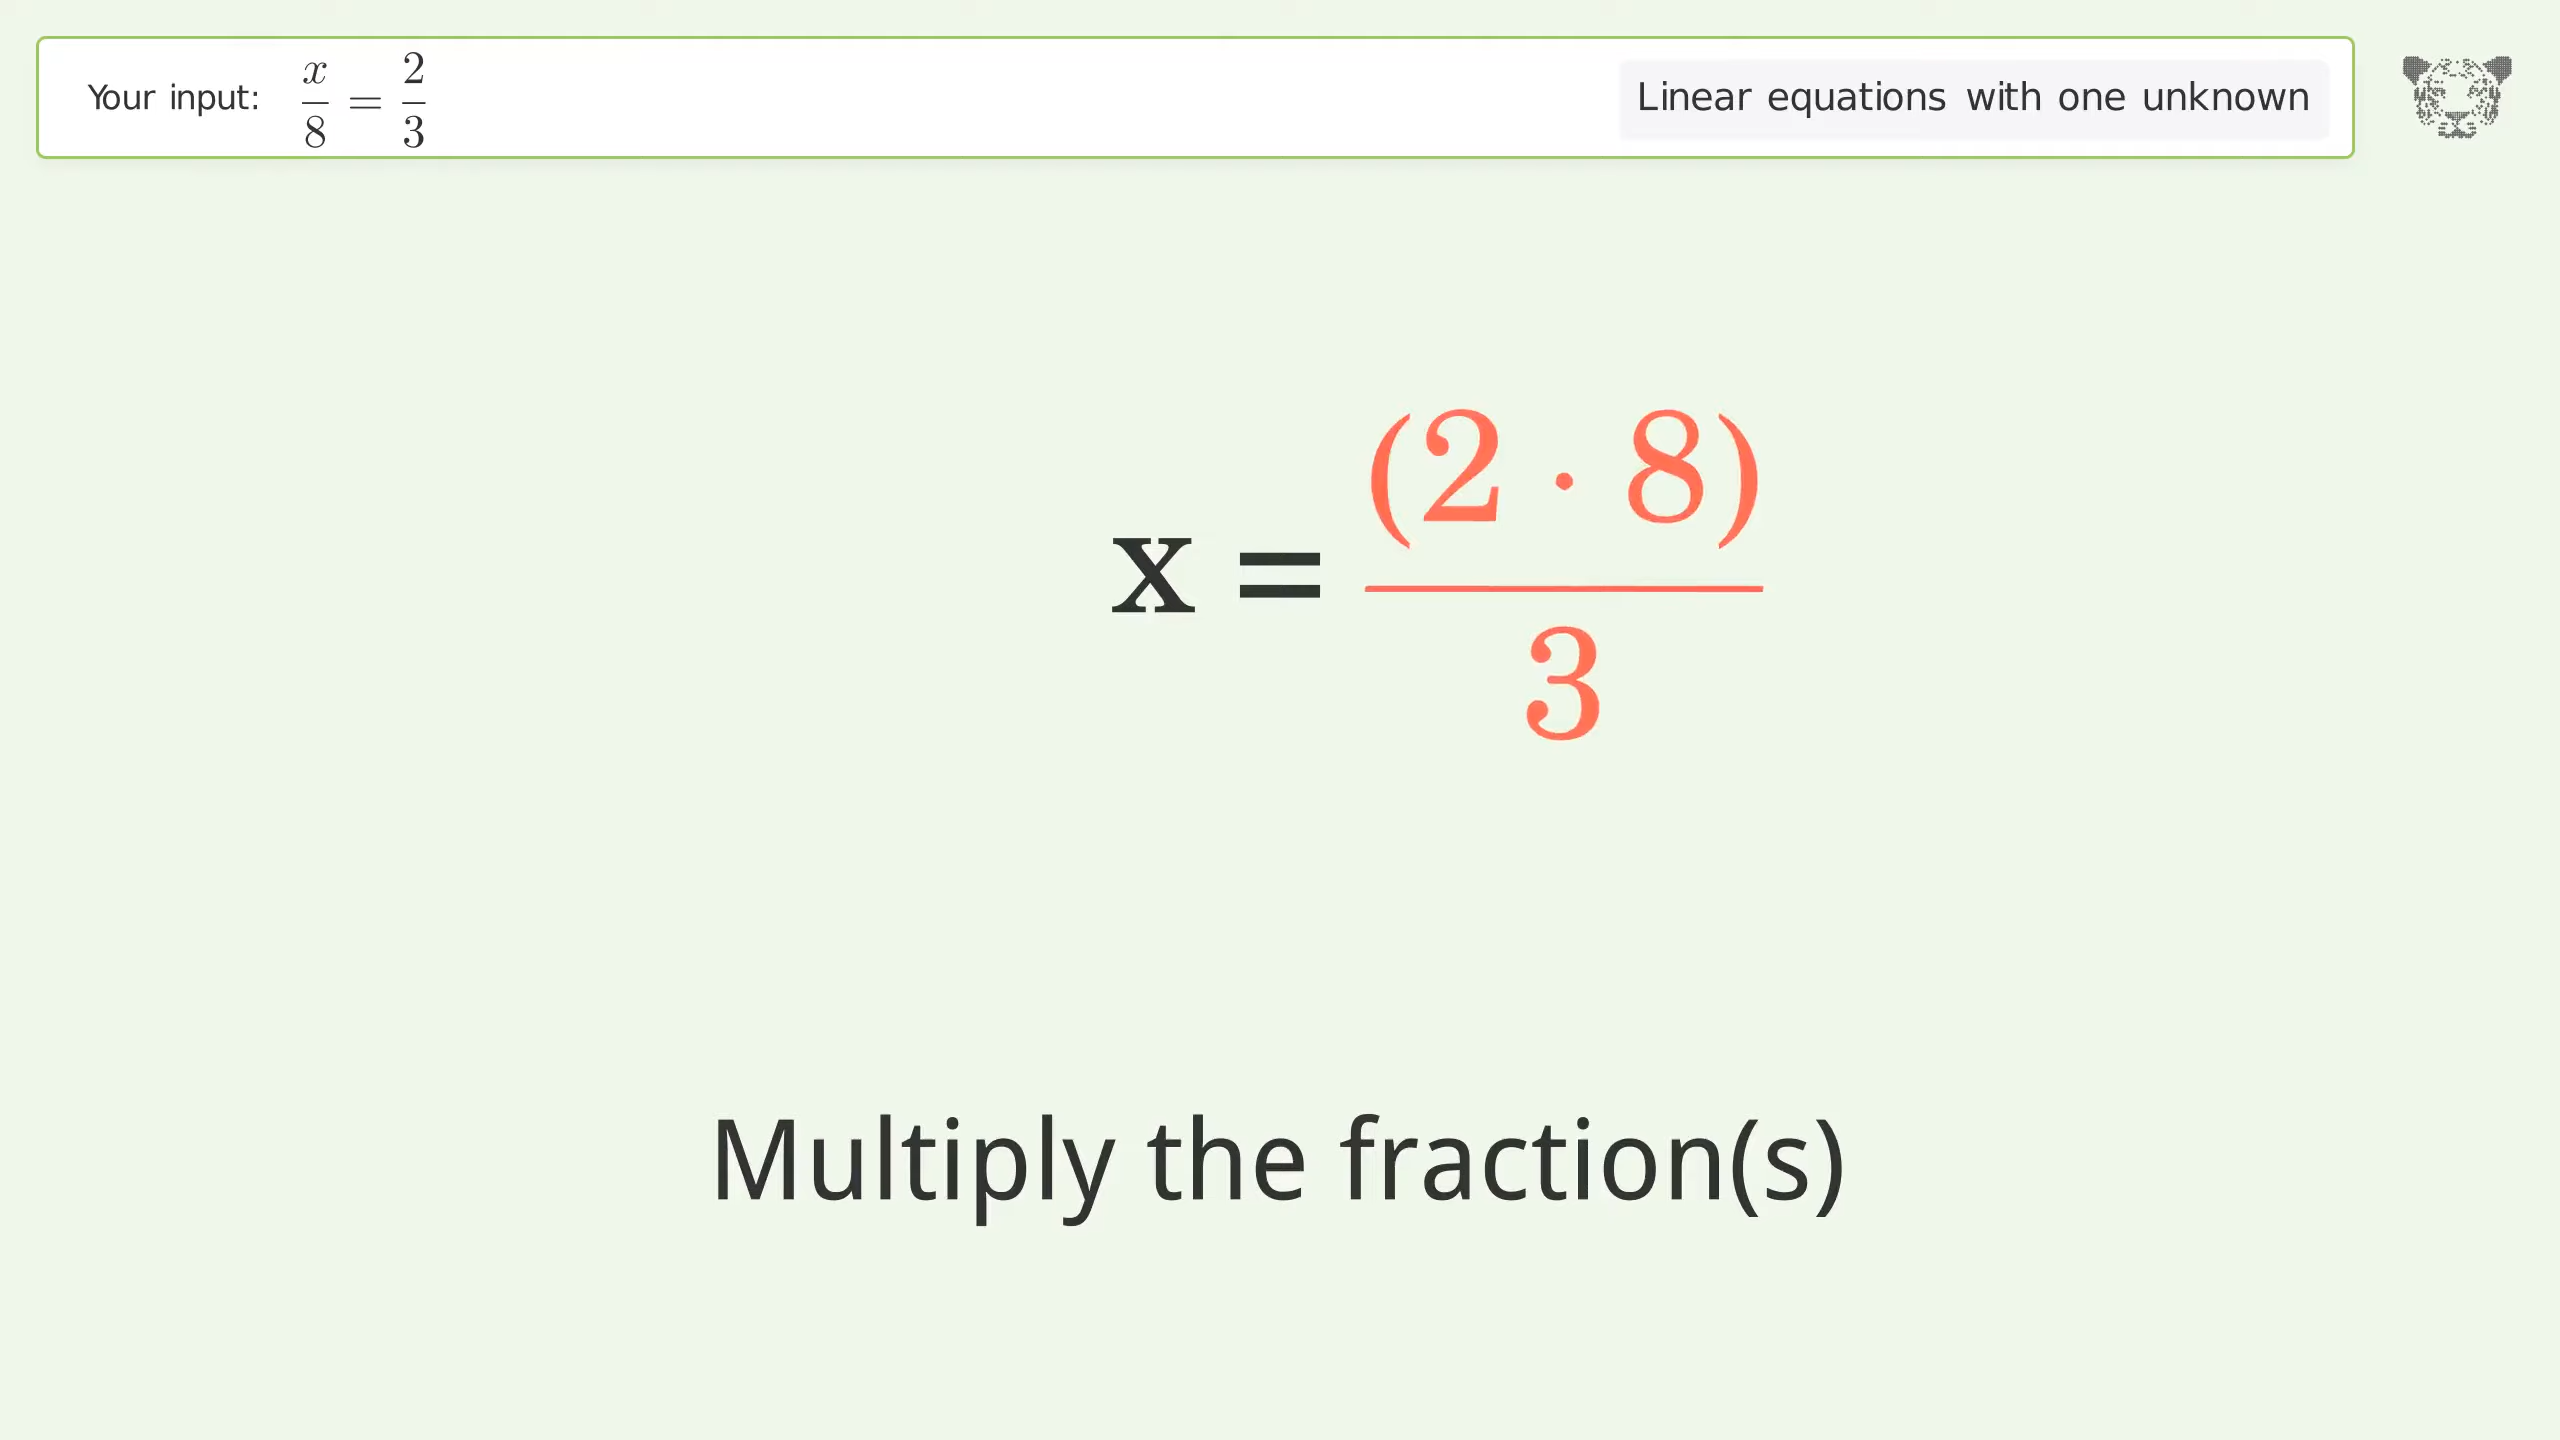 Your input: x/8 = 2/3
Linear equations with one unknown
x = (2 · 8)/3
Multiply the fraction(s)